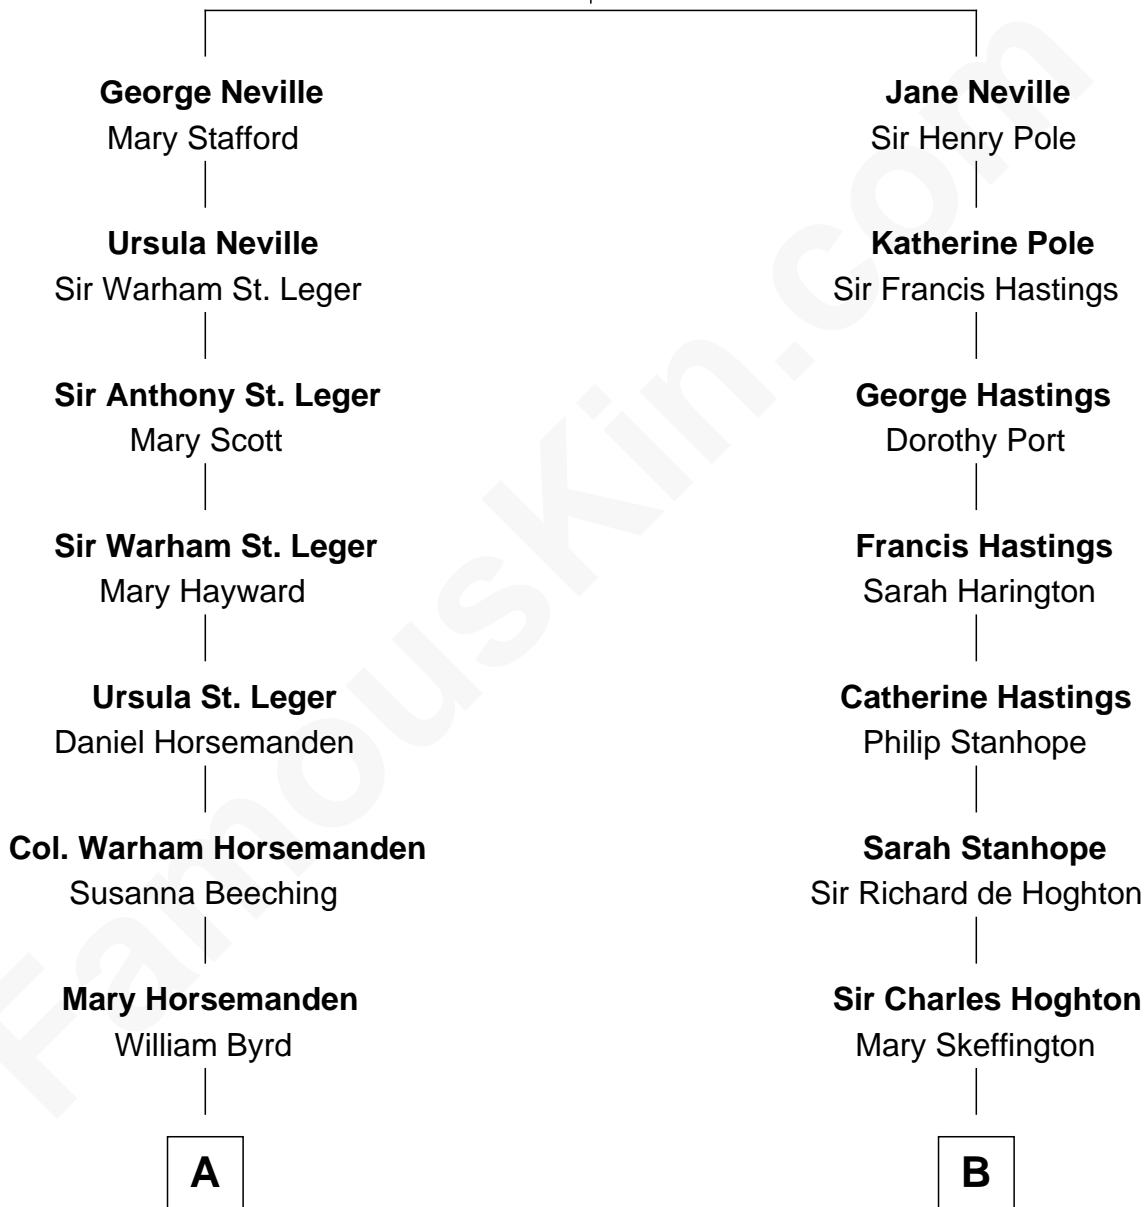 George Neville
Mary Stafford
Ursula Neville
Sir Warham St. Leger
Sir Anthony St. Leger
Mary Scott
Sir Warham St. Leger
Mary Hayward
Ursula St. Leger
Daniel Horsemanden
Col. Warham Horsemanden
Susanna Beeching
Mary Horsemanden
William Byrd
A
Jane Neville
Sir Henry Pole
Katherine Pole
Sir Francis Hastings
George Hastings
Dorothy Port
Francis Hastings
Sarah Harington
Catherine Hastings
Philip Stanhope
Sarah Stanhope
Sir Richard de Hoghton
Sir Charles Hoghton
Mary Skeffington
B
FamousKin.com